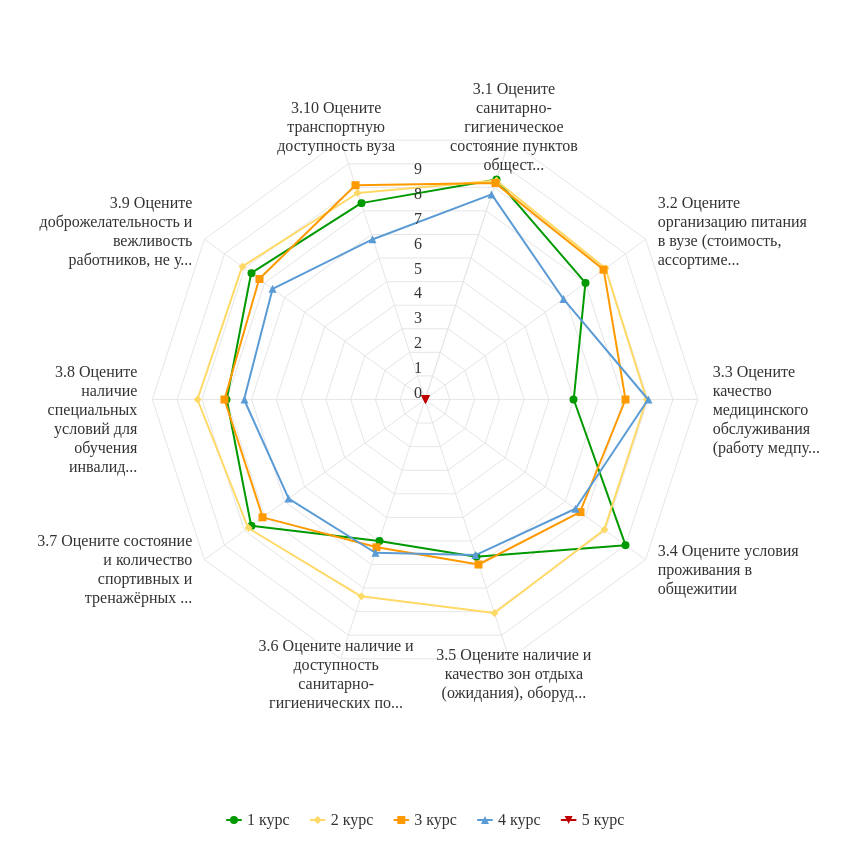 3.1 Оцените
санитарно-
гигиеническое
состояние пунктов
общест...
3.10 Оцените
транспортную
доступность вуза
3.2 Оцените
организацию питания
в вузе (стоимость,
ассортиме...
3.9 Оцените
доброжелательность и
вежливость
работников, не у...
9
8
7
6
5
4
3
2
1
0
3.3 Оцените
качество
медицинского
обслуживания
(работу медпу...
3.8 Оцените
наличие
специальных
условий для
обучения
инвалид...
3.4 Оцените условия
проживания в
общежитии
3.7 Оцените состояние
и количество
спортивных и
тренажёрных ...
3.5 Оцените наличие и
качество зон отдыха
(ожидания), оборуд...
3.6 Оцените наличие и
доступность
санитарно-
гигиенических по...
1 курс 2 курс 3 курс 4 курс 5 курс